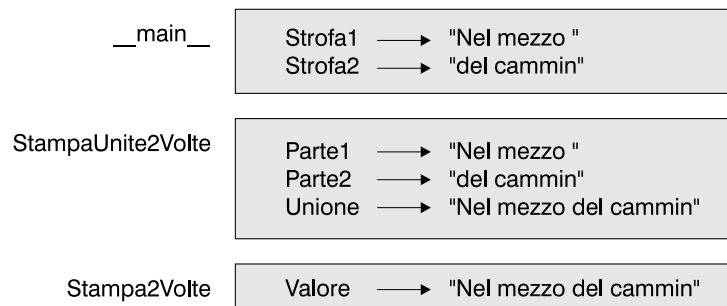 __main__
Strofa1 "Nel mezzo "
Strofa2 "del cammin"
StampaUnite2Volte
Parte1 "Nel mezzo "
Parte2 "del cammin"
Unione "Nel mezzo del cammin"
Stampa2Volte
Valore "Nel mezzo del cammin"